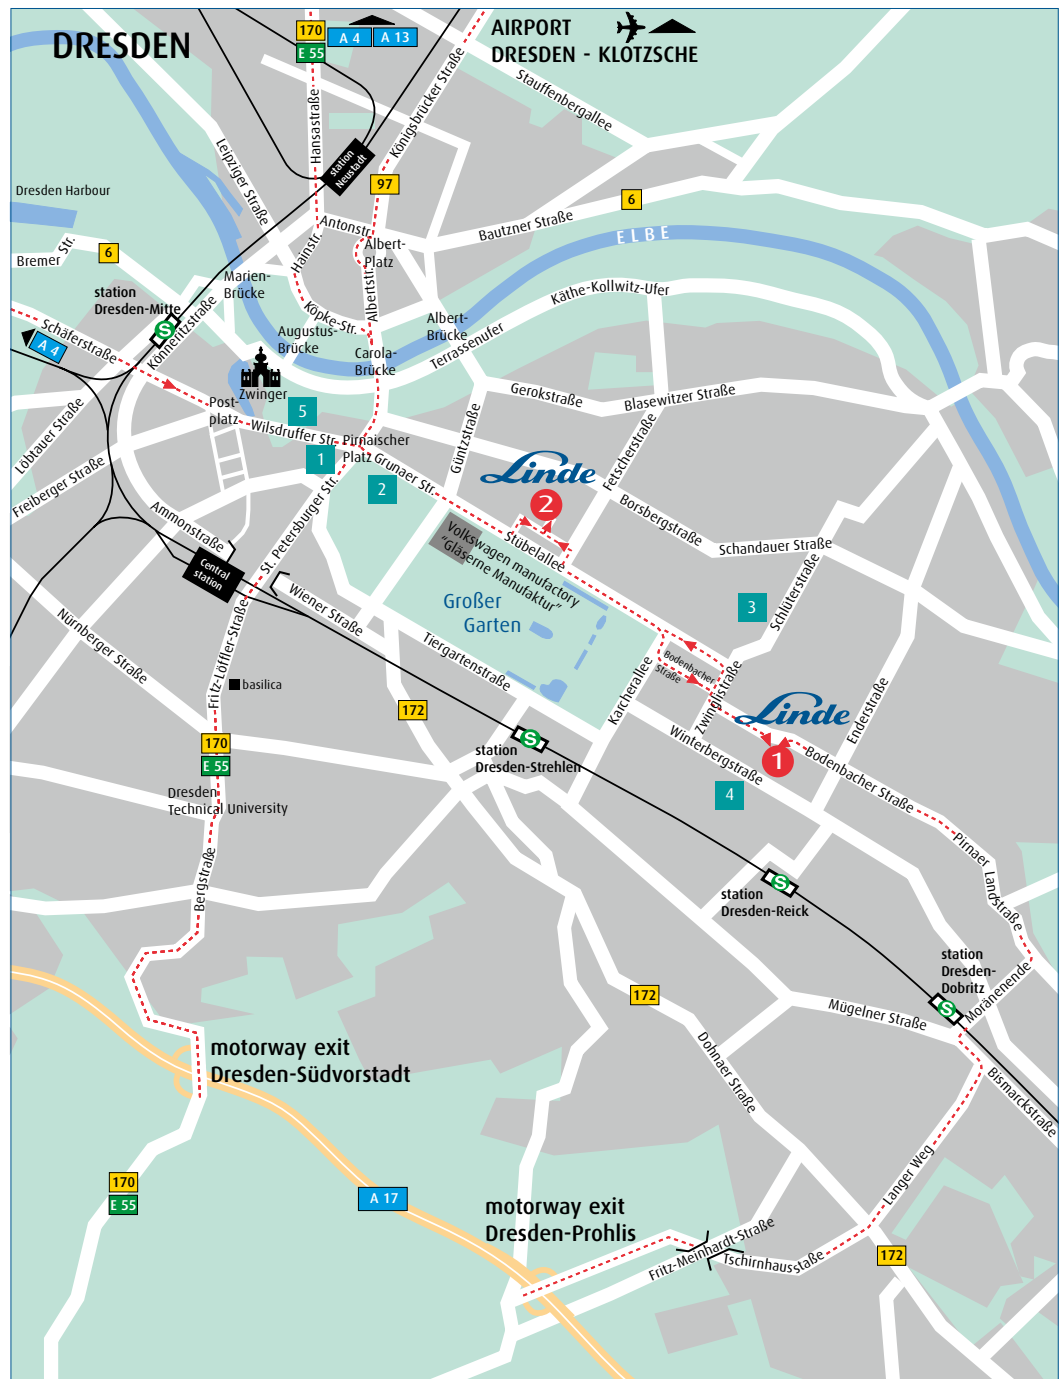 DRESDEN
170
E 55
A 4
A 13
AIRPORT
DRESDEN - KLOTZSCHE
Stauffenbergallee
Königsbrücker Straße
Hansastraße
Leipziger Straße
station
Neustadt
97
Dresden Harbour
6
Bautzner Straße
ELBE
Antonstr.
Albert-
Platz
Hainstr.
Bremer Str.
6
Marien-
Brücke
Albertstr.
Käthe-Kollwitz-Ufer
station
Dresden-Mitte
S
Köpke-Str.
Könneritzstraße
Schäferstraße
A 4
Augustus-
Brücke
Albert-
Brücke
Terrassenufer
Carola-
Brücke
Zwinger
Gerokstraße
Blasewitzer Straße
Post-
platz
5
Löbtauer Straße
Wilsdruffer Str.
Pirnaischer
Platz
Güntzstraße
Fetscherstraße
1
Grunaer Str.
2
Linde
2
Freiberger Straße
Ammonstraße
St. Petersburger Str.
Borsbergstraße
Schandauer Straße
Stübelallee
Volkswagen manufactory
"Gläserne Manufaktur"
Central
station
Wiener Straße
Großer
Garten
3
Schlüterstraße
Nürnberger Straße
Fritz-Löffler-Straße
Tiergartenstraße
Karcherallee
Bodenbacher
Straße
Zwinglistraße
basilica
172
Linde
1
Enderstraße
170
E 55
S
station
Dresden-Strehlen
Winterbergstraße
Bodenbacher Straße
4
Dresden
Technical University
Bergstraße
Pirnaer
Landstraße
S
station
Dresden-Reick
station
Dresden-
Dobritz
S
Moränenende
172
Mügelner Straße
motorway exit
Dresden-Südvorstadt
Dohnaer Straße
Bismarckstraße
Langer Weg
170
E 55
A 17
motorway exit
Dresden-Prohlis
Fritz-Meinhardt-Straße
Tschirnhausstaße
172